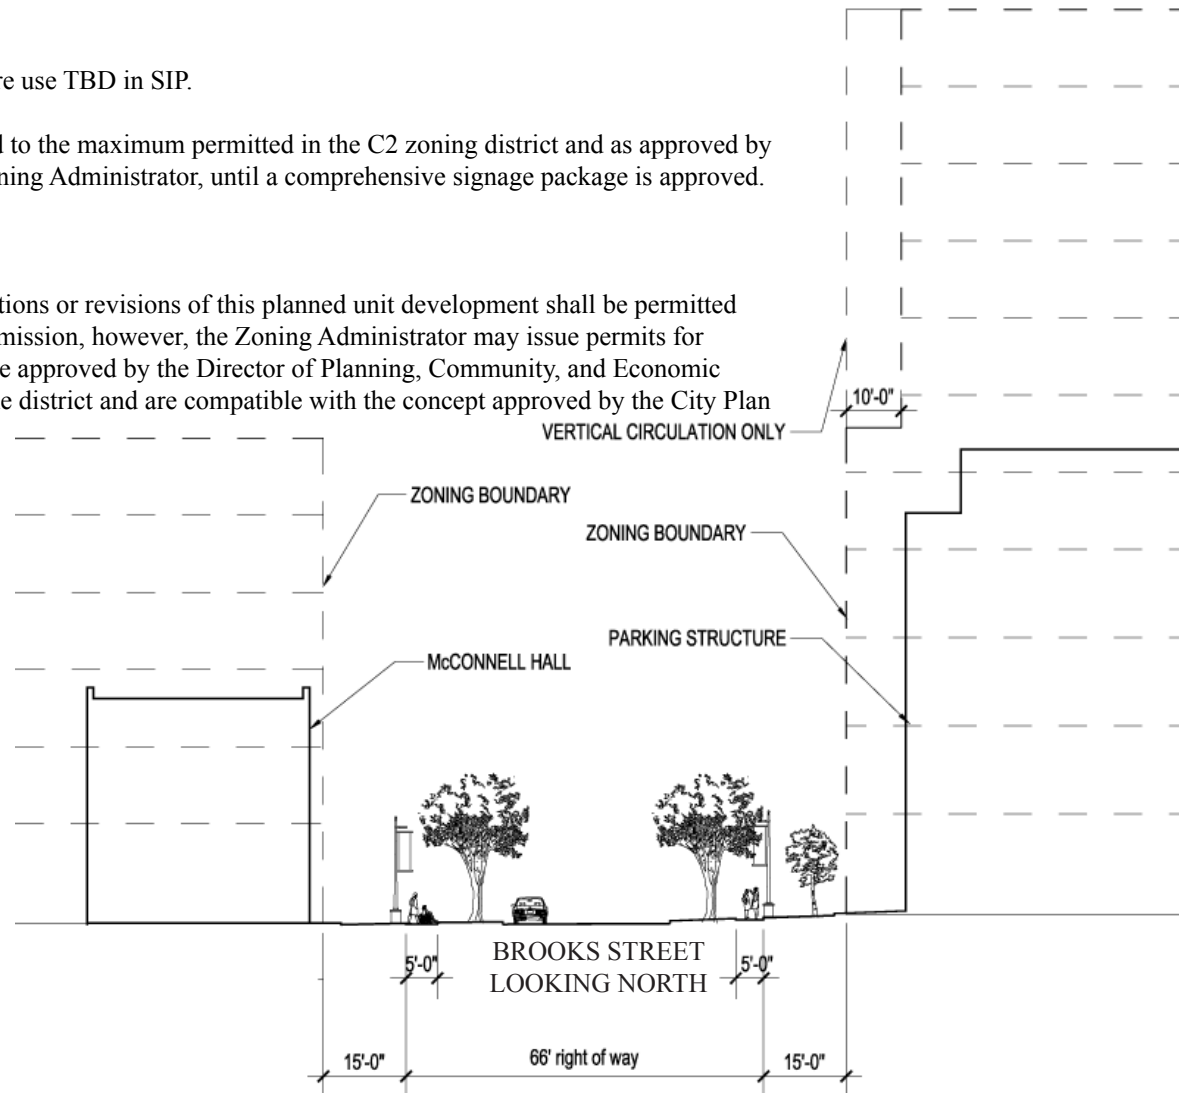 re use TBD in SIP.
d to the maximum permitted in the C2 zoning district and as approved by
ning Administrator, until a comprehensive signage package is approved.
tions or revisions of this planned unit development shall be permitted
mission, however, the Zoning Administrator may issue permits for
e approved by the Director of Planning, Community, and Economic
e district and are compatible with the concept approved by the City Plan
10'-0"
VERTICAL CIRCULATION ONLY
ZONING BOUNDARY
ZONING BOUNDARY
PARKING STRUCTURE
McCONNELL HALL
5'-0"
BROOKS STREET
LOOKING NORTH
5'-0"
15'-0"
66' right of way
15'-0"